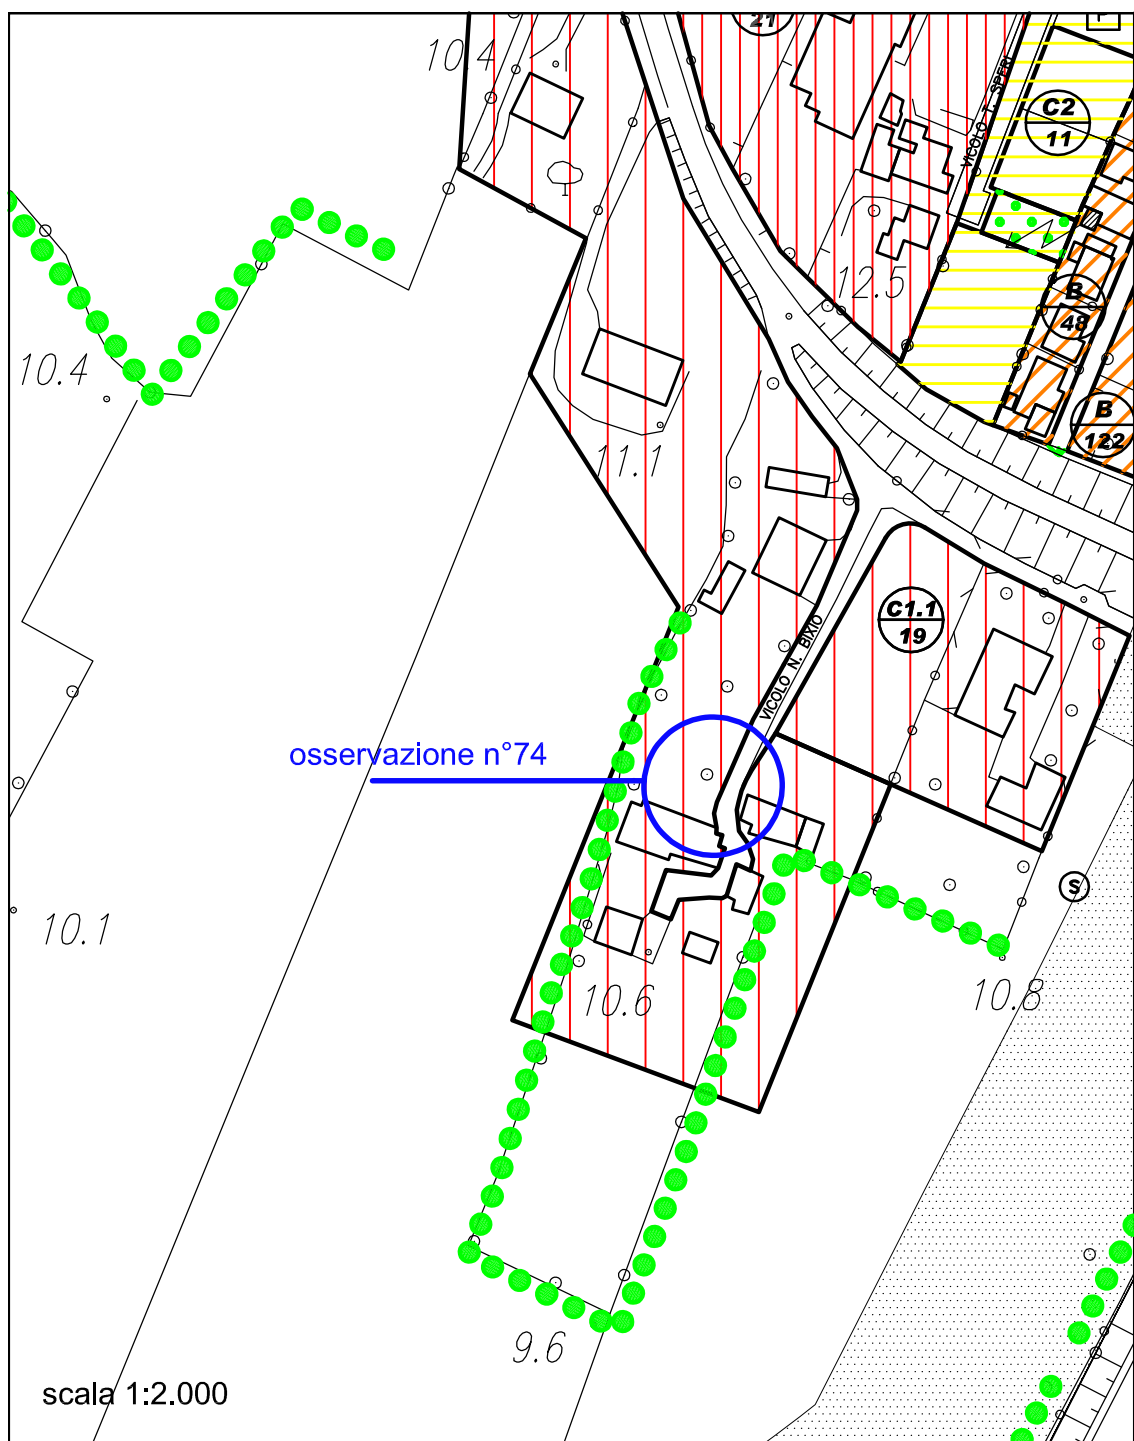 21
10.4
VICOLO T. SPERI
C2
11
12.5
B
48
10.4
B
122
11.1
C1.1
19
VICOLO N. BIXIO
osservazione n°74
S
10.1
10.6
10.8
9.6
scala 1:2.000